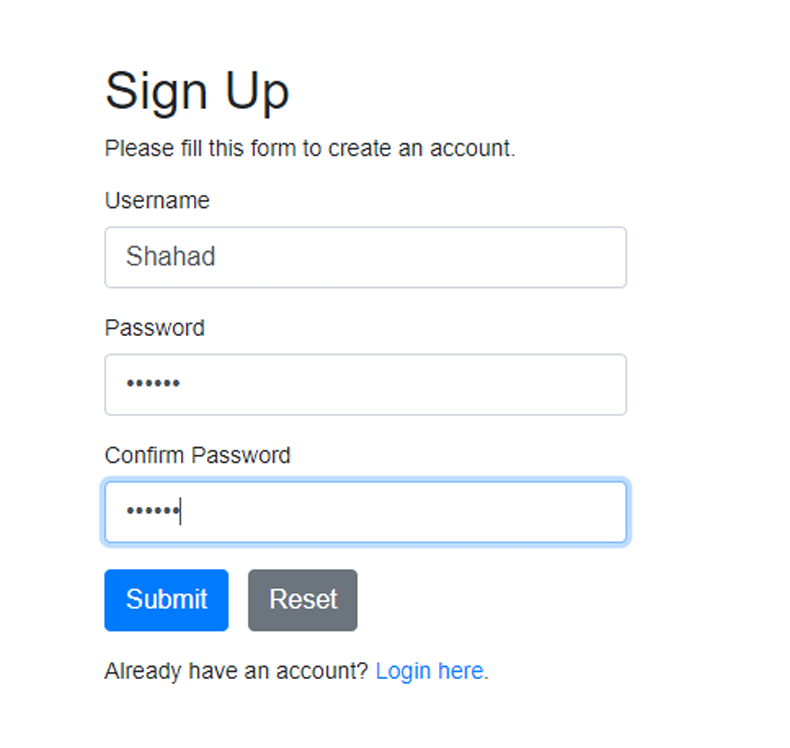 Sign Up
Please fill this form to create an account.
Username
Shahad
Password
••••••
Confirm Password
••••••
Submit Reset
Already have an account? Login here.